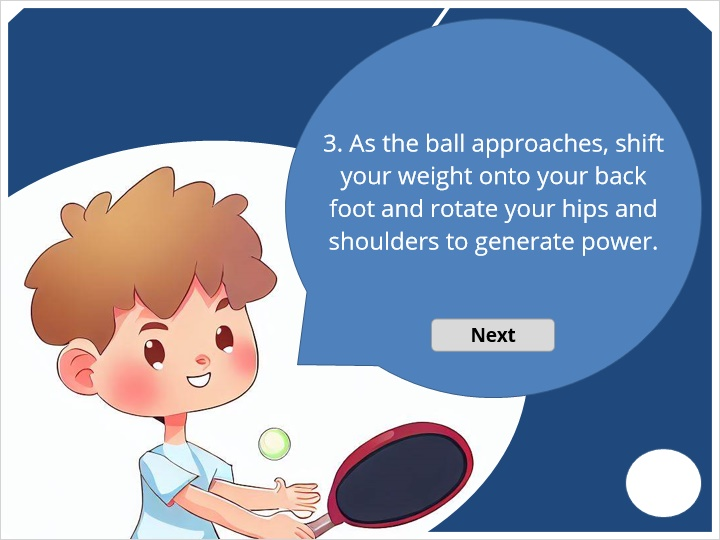 3. As the ball approaches, shift
your weight onto your back
foot and rotate your hips and
shoulders to generate power.
Next